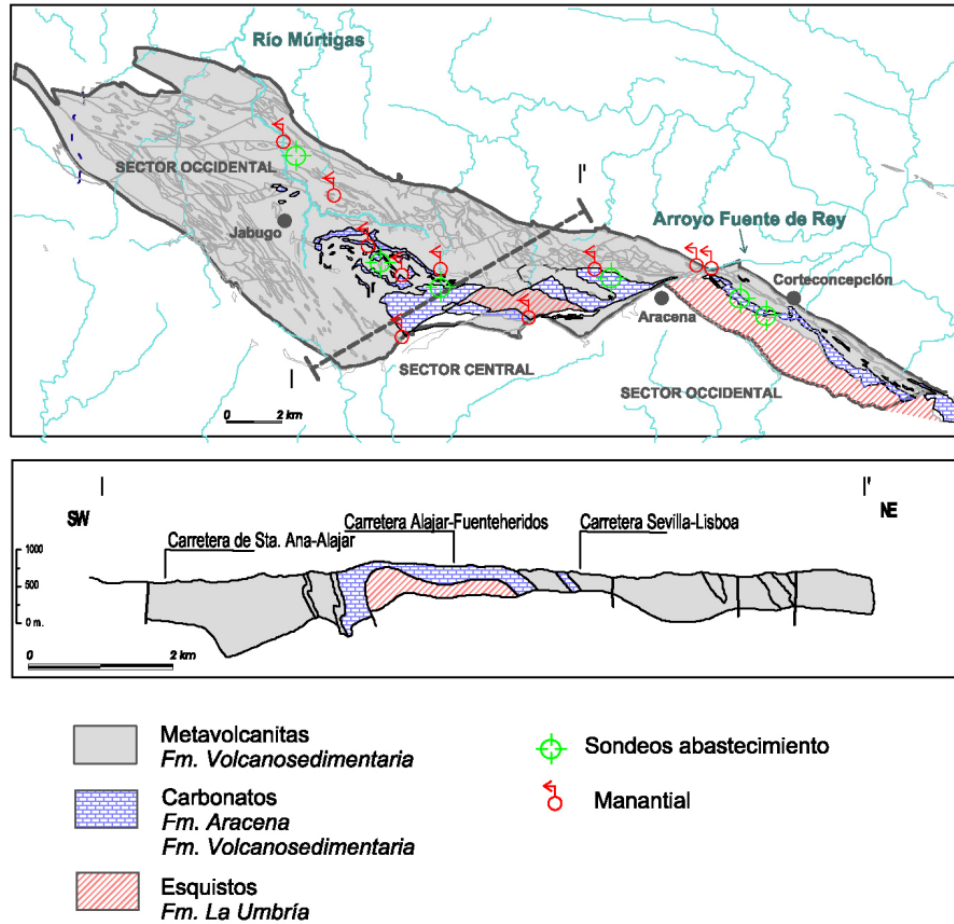 Río Múrtigas
SECTOR OCCIDENTAL
I'
Jabugo
Arroyo Fuente de Rey
Corteconcepción
Aracena
I
SECTOR CENTRAL
SECTOR OCCIDENTAL
0 2 km
I I'
SW NE
Carretera de Sta. Ana-Alajar
Carretera Alajar-Fuenteheridos
Carretera Sevilla-Lisboa
1000
500
0 m.
0 2 km
Metavolcanitas
Fm. Volcanosedimentaria
Carbonatos
Fm. Aracena
Fm. Volcanosedimentaria
Esquistos
Fm. La Umbría
Sondeos abastecimiento
Manantial